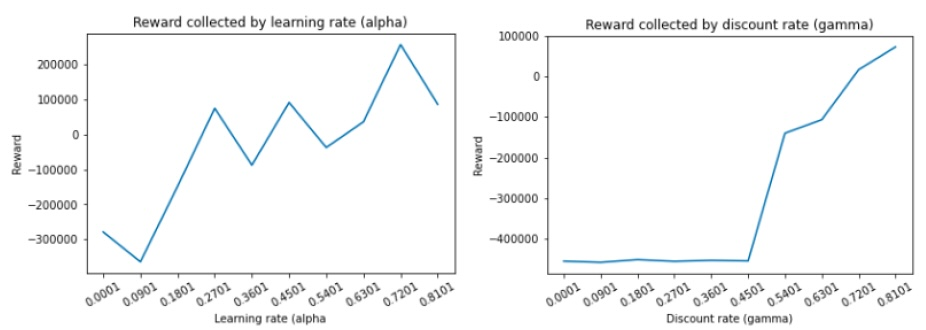 Reward collected by learning rate (alpha)
Reward
200000
100000
0
−100000
−200000
−300000
0.0001 0.0901 0.1801 0.2701 0.3601 0.4501 0.5401 0.6301 0.7201 0.8101
Learning rate (alpha
Reward collected by discount rate (gamma)
Reward
100000
0
−100000
−200000
−300000
−400000
0.0001 0.0901 0.1801 0.2701 0.3601 0.4501 0.5401 0.6301 0.7201 0.8101
Discount rate (gamma)